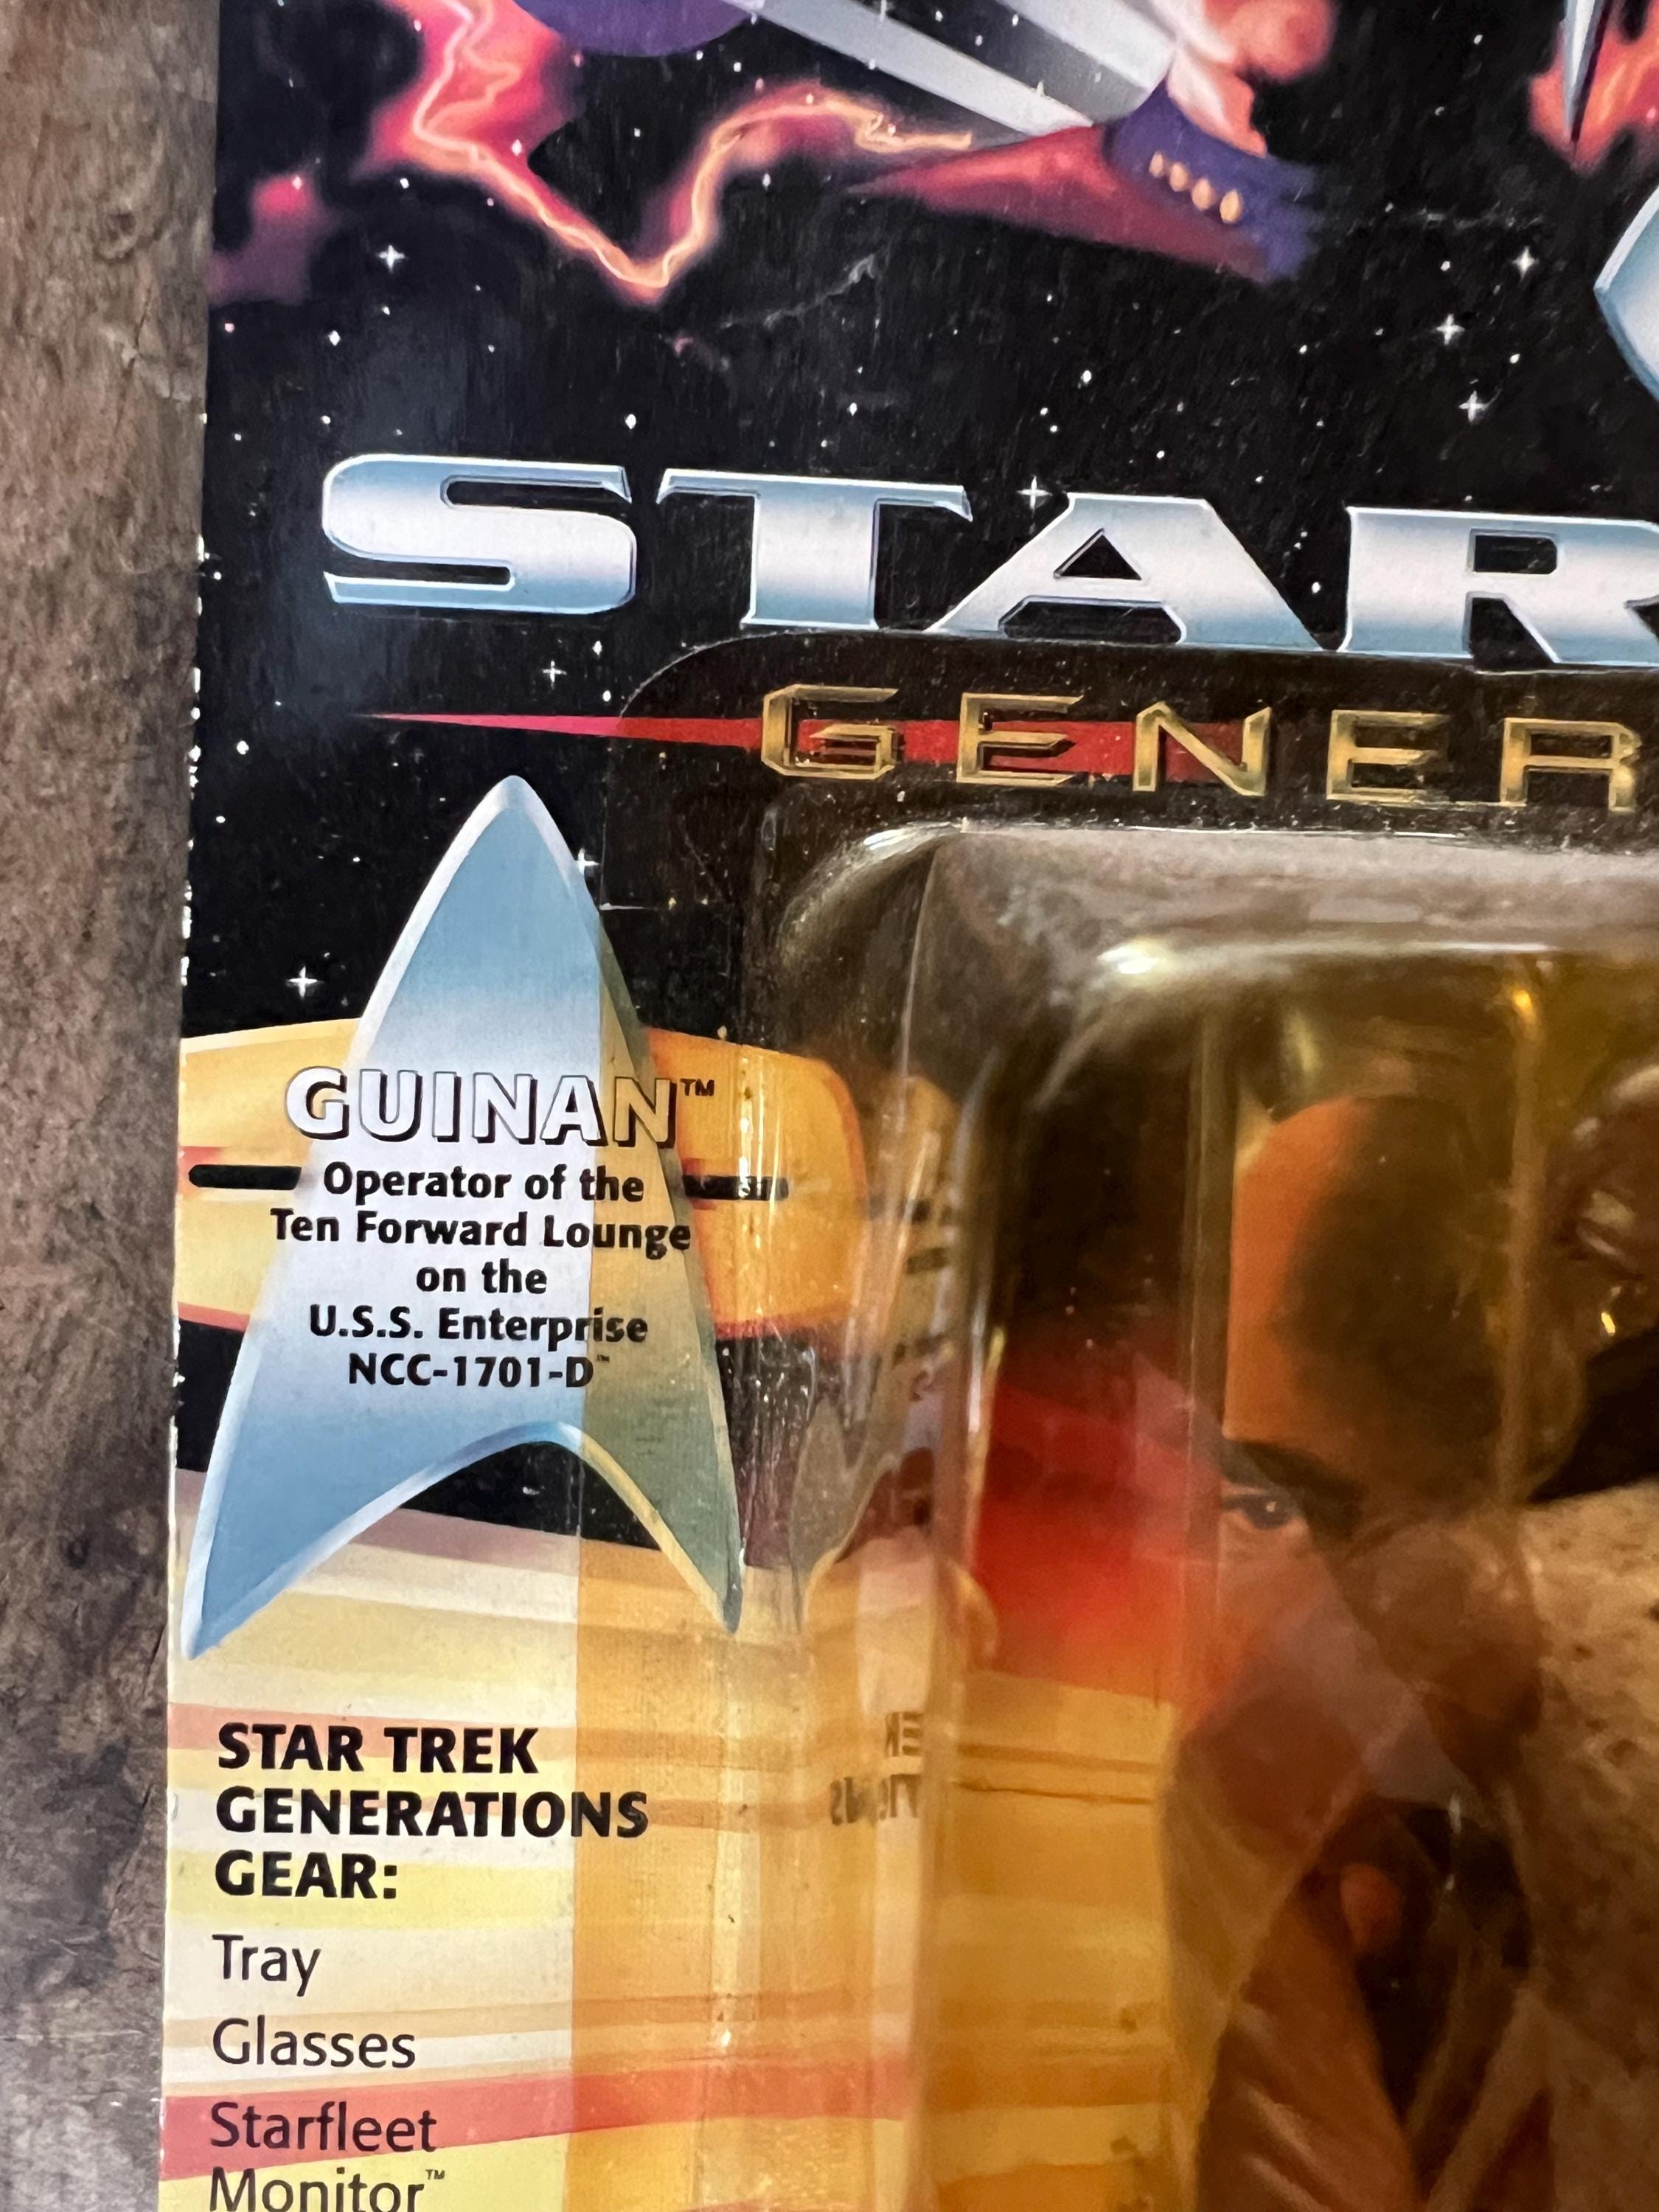 STAR
GENER
GUINAN™
Operator of the
Ten Forward Lounge
on the
U.S.S. Enterprise
NCC-1701-D™
STAR TREK
GENERATIONS
GEAR:
Tray
Glasses
Starfleet
Monitor™